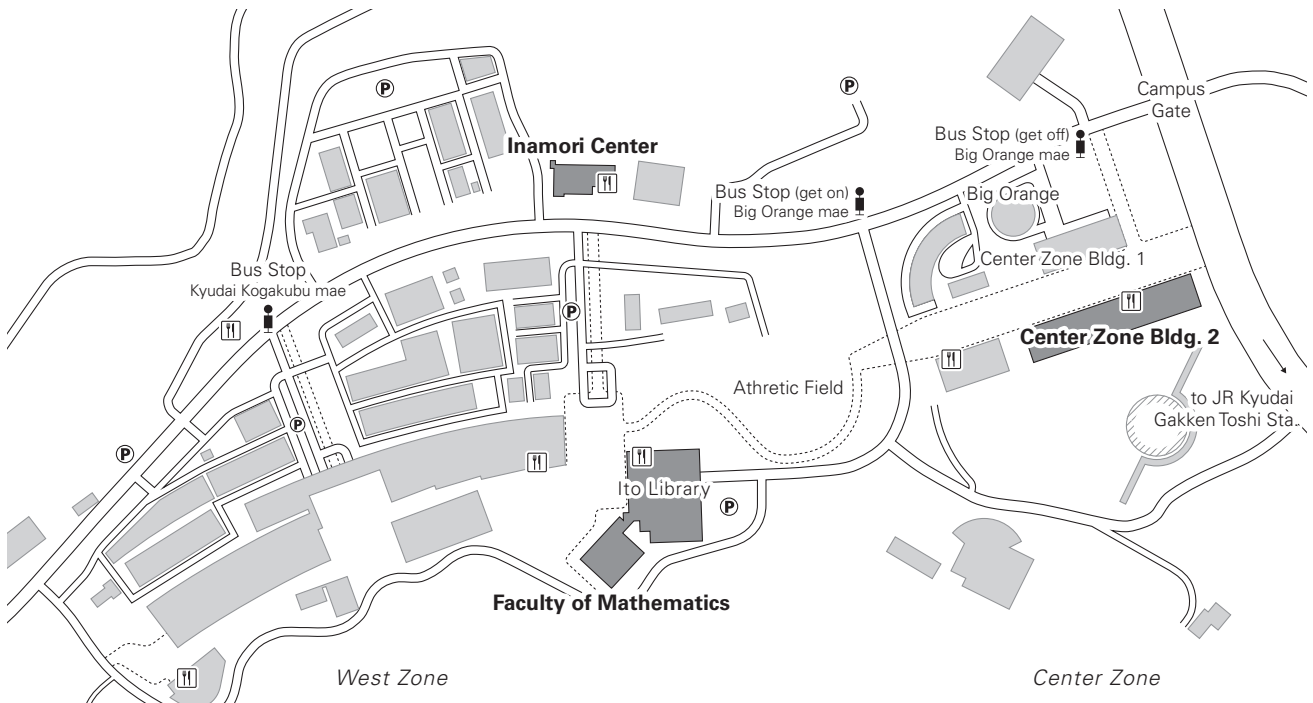 Campus
Gate
Bus Stop (get off)
Big Orange mae
P
P
Inamori Center
Bus Stop (get on)
Big Orange mae
Big Orange
Center Zone Bldg. 1
Bus Stop
Kyudai Kogakubu mae
P
Center Zone Bldg. 2
Athretic Field
to JR Kyudai
Gakken Toshi Sta.
P
P
Ito Library
P
Faculty of Mathematics
West Zone
Center Zone